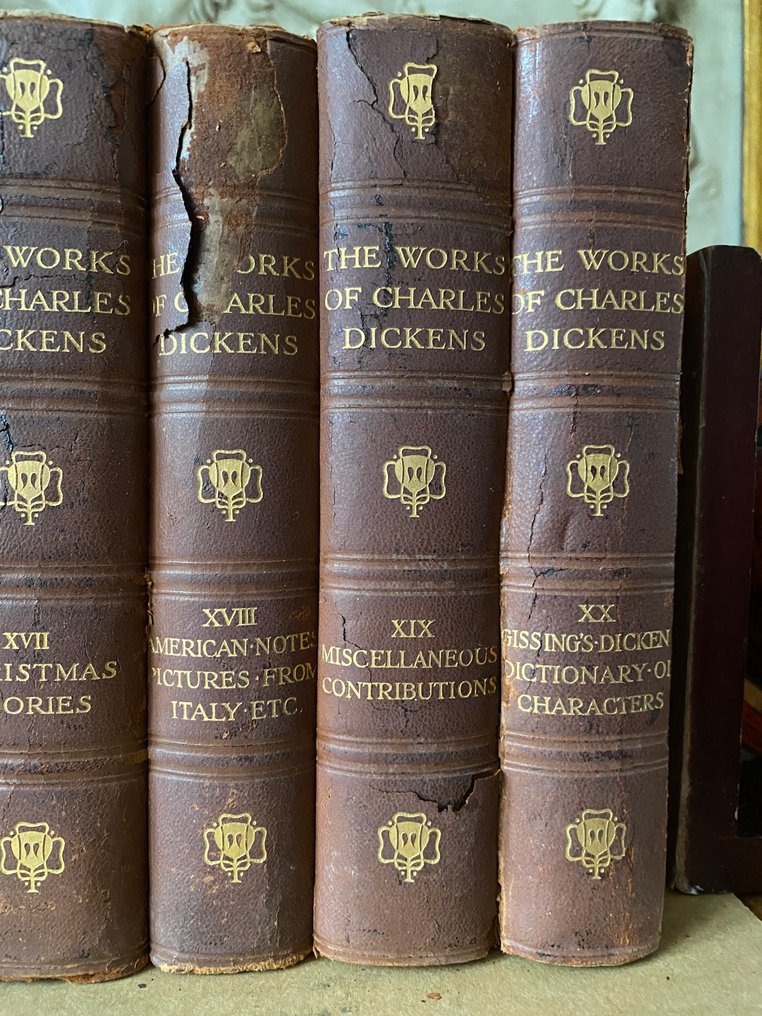 WORKS
CHARLES
CKENS
XVII
RISTMAS
ORIES
THE WORKS
OF CHARLES
DICKENS
XVIII
AMERICAN·NOTES
PICTURES·FROM
ITALY·ETC.
THE WORKS
OF CHARLES
DICKENS
XIX
MISCELLANEOUS
CONTRIBUTIONS
THE WORKS
OF CHARLES
DICKENS
XX
GISSING'S·DICKEN
DICTIONARY·OF
CHARACTERS